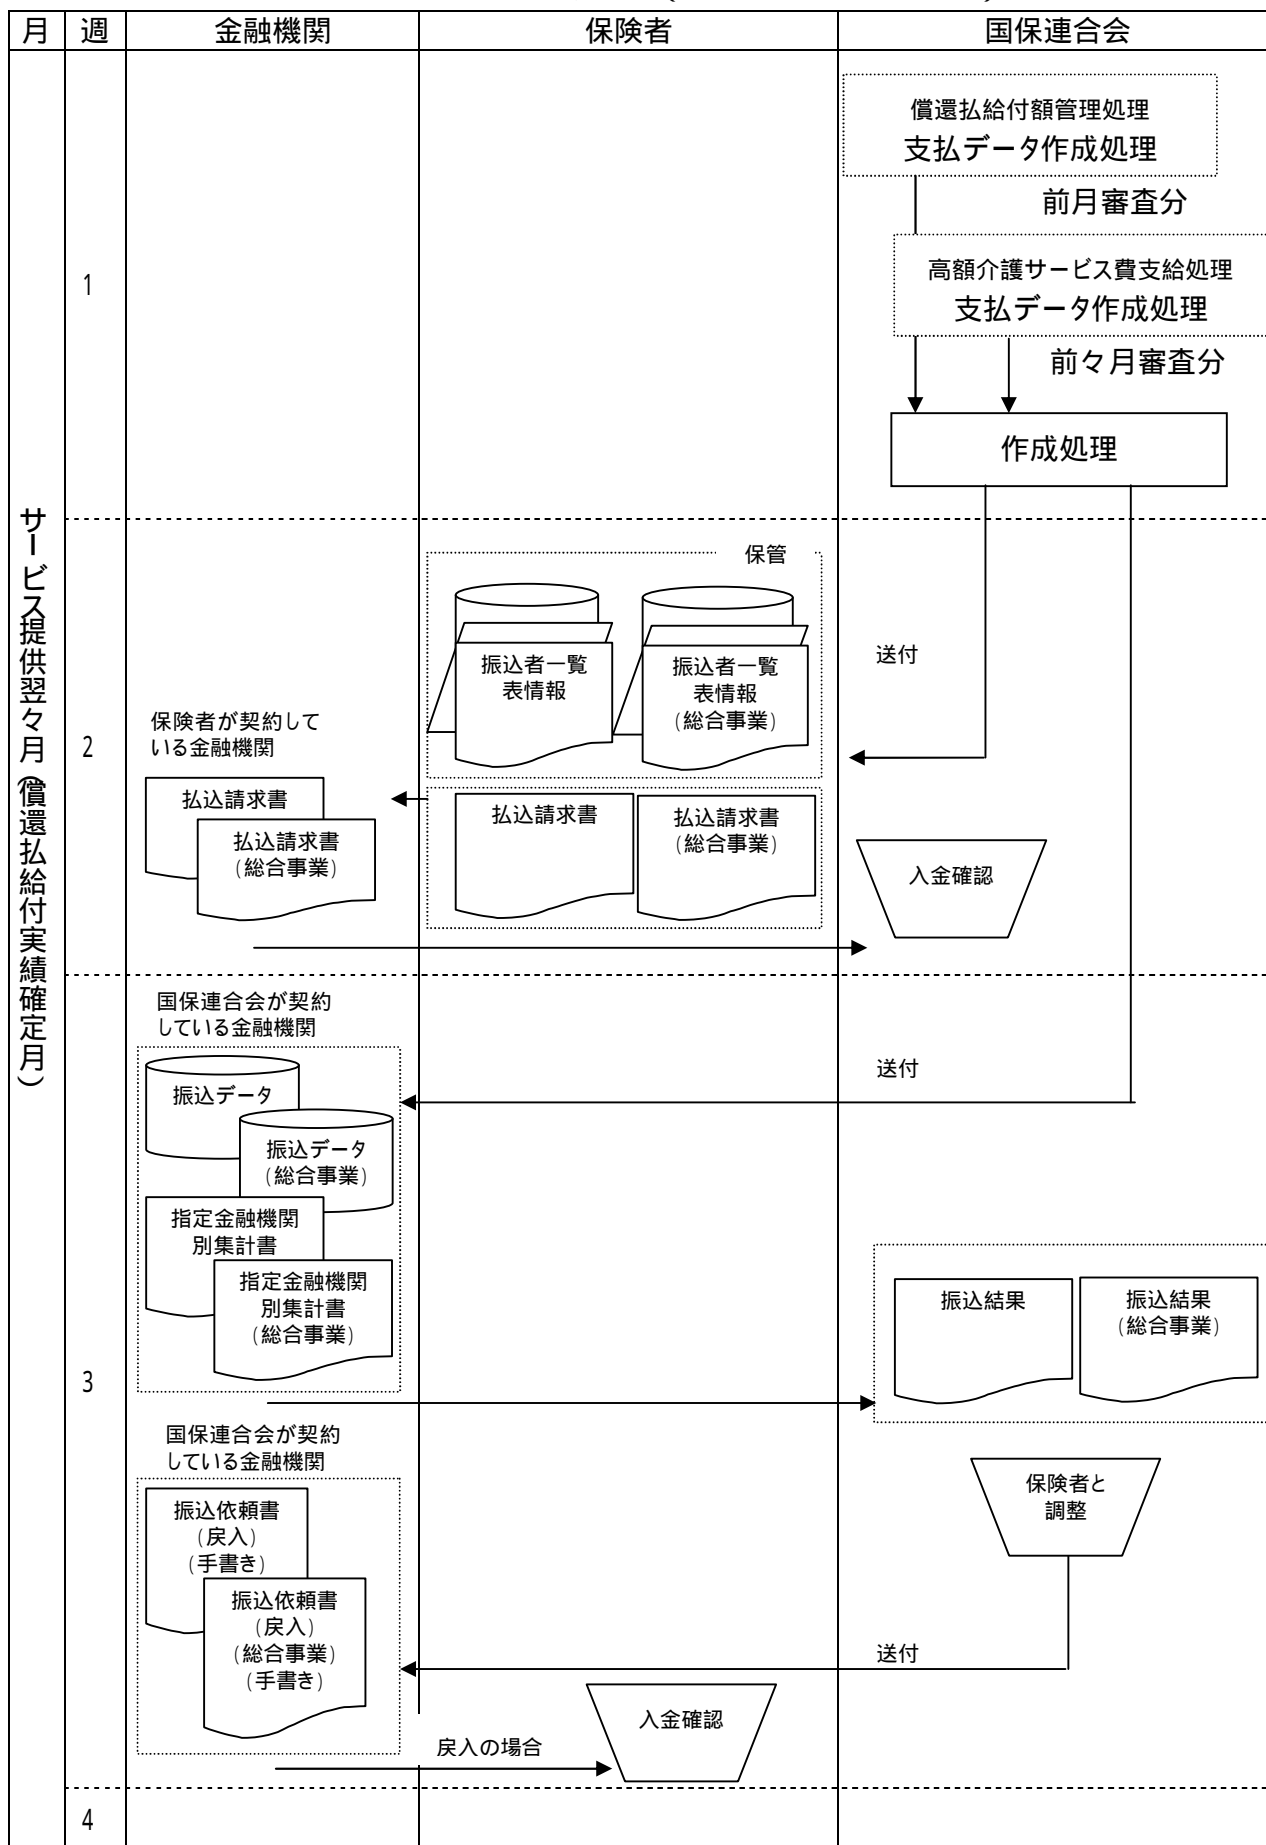 月 週 金融機関 保険者 国保連合会
サービス提供翌々月(償還払給付実績確定月)
1
償還払給付額管理処理
支払データ作成処理
前月審査分
高額介護サービス費支給処理
支払データ作成処理
前々月審査分
作成処理
2
保管
振込者一覧
表情報
振込者一覧
表情報
(総合事業)
送付
保険者が契約して
いる金融機関
払込請求書
払込請求書
(総合事業)
払込請求書
払込請求書
(総合事業)
入金確認
3
国保連合会が契約
している金融機関
送付
振込データ
振込データ
(総合事業)
指定金融機関
別集計書
指定金融機関
別集計書
(総合事業)
振込結果
振込結果
(総合事業)
国保連合会が契約
している金融機関
振込依頼書
(戻入)
(手書き)
振込依頼書
(戻入)
(総合事業)
(手書き)
保険者と
調整
送付
入金確認
戻入の場合
4